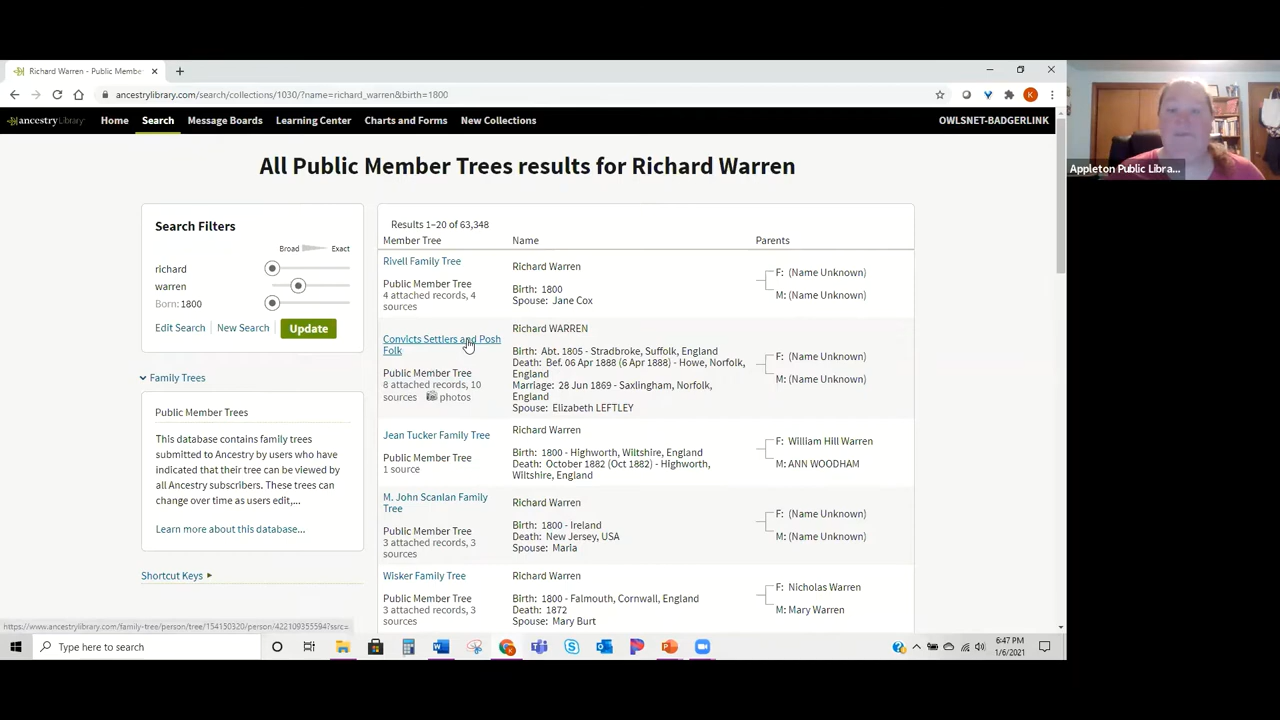 Richard Warren - Public Membe
ancestrylibrary.com/search/collections/1030/?name=richard_warren&birth=1800
K
ancestryLibrary
Home
Search
Message Boards
Learning Center
Charts and Forms
New Collections
OWLSNET-BADGERLINK
Appleton Public Libra...
All Public Member Trees results for Richard Warren
Search Filters
Broad
Exact
richard
warren
Born: 1800
Edit Search
New Search
Update
Family Trees
Public Member Trees
This database contains family trees
submitted to Ancestry by users who have
indicated that their tree can be viewed by
all Ancestry subscribers. These trees can
change over time as users edit,...
Learn more about this database...
Shortcut Keys
Results 1–20 of 63,348
Member Tree
Name
Parents
Rivell Family Tree
Public Member Tree
4 attached records, 4
sources
Richard Warren
Birth: 1800
Spouse: Jane Cox
F: (Name Unknown)
M: (Name Unknown)
Convicts Settlers and Posh
Folk
Public Member Tree
8 attached records, 10
sources photos
Richard WARREN
Birth: Abt. 1805 - Stradbroke, Suffolk, England
Death: Bef. 06 Apr 1888 (6 Apr 1888) - Howe, Norfolk,
England
Marriage: 28 Jun 1869 - Saxlingham, Norfolk,
England
Spouse: Elizabeth LEFTLEY
F: (Name Unknown)
M: (Name Unknown)
Jean Tucker Family Tree
Public Member Tree
1 source
Richard Warren
Birth: 1800 - Highworth, Wiltshire, England
Death: October 1882 (Oct 1882) - Highworth,
Wiltshire, England
F: William Hill Warren
M: ANN WOODHAM
M. John Scanlan Family
Tree
Public Member Tree
3 attached records, 3
sources
Richard Warren
Birth: 1800 - Ireland
Death: New Jersey, USA
Spouse: Maria
F: (Name Unknown)
M: (Name Unknown)
Wisker Family Tree
Public Member Tree
3 attached records, 3
sources
Richard Warren
Birth: 1800 - Falmouth, Cornwall, England
Death: 1872
Spouse: Mary Burt
F: Nicholas Warren
M: Mary Warren
https://www.ancestrylibrary.com/family-tree/person/tree/154150320/person/422109355594?ssrc=
Type here to search
6:47 PM
1/6/2021